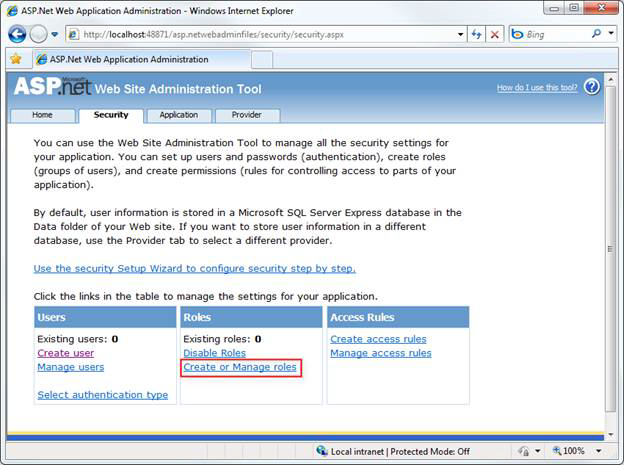 ASP.Net Web Application Administration - Windows Internet Explorer
http://localhost:48871/asp.netwebadminfiles/security/security.aspx
Bing
ASP.Net Web Application Administration
Microsoft
ASP.net Web Site Administration Tool
How do I use this tool?
?
Home Security Application Provider
You can use the Web Site Administration Tool to manage all the security settings for
your application. You can set up users and passwords (authentication), create roles
(groups of users), and create permissions (rules for controlling access to parts of your
application).
By default, user information is stored in a Microsoft SQL Server Express database in the
Data folder of your Web site. If you want to store user information in a different
database, use the Provider tab to select a different provider.
Use the security Setup Wizard to configure security step by step.
Click the links in the table to manage the settings for your application.
Users Roles Access Rules
Existing users: 0 Existing roles: 0 Create access rules
Create user Disable Roles Manage access rules
Manage users Create or Manage roles
Select authentication type
Local intranet | Protected Mode: Off
100%